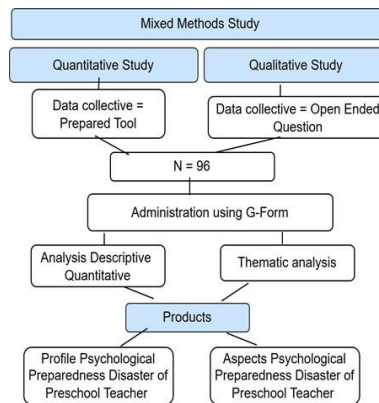 Mixed Methods Study
Quantitative Study
Qualitative Study
Data collective =
Prepared Tool
Data collective = Open Ended
Question
N = 96
Administration using G-Form
Analysis Descriptive
Quantitative
Thematic analysis
Products
Profile Psychological
Preparedness Disaster of
Preschool Teacher
Aspects Psychological
Preparedness Disaster of
Preschool Teacher